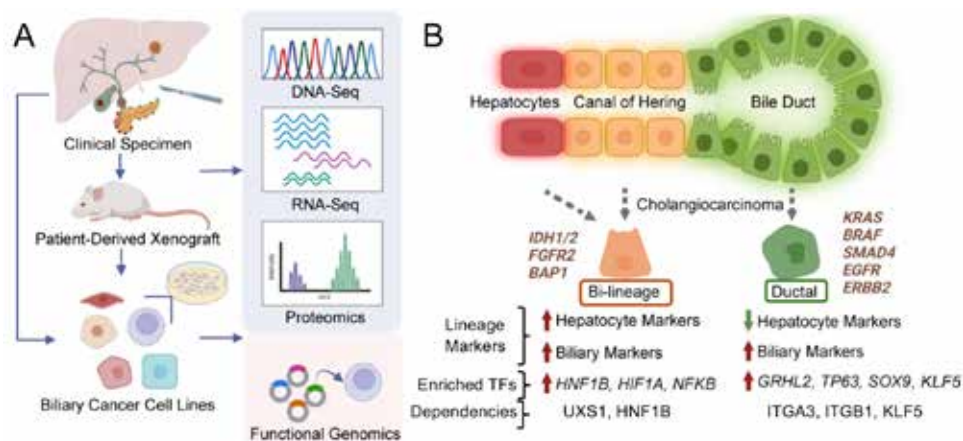 A
DNA-Seq
Clinical Specimen
RNA-Seq
Patient-Derived Xenograft
Proteomics
Biliary Cancer Cell Lines
Functional Genomics
B
Hepatocytes
Canal of Hering
Bile Duct
Cholangiocarcinoma
IDH1/2
FGFR2
BAP1
KRAS
BRAF
SMAD4
EGFR
ERBB2
Bi-lineage
Ductal
Lineage
Markers
Hepatocyte Markers
Hepatocyte Markers
Biliary Markers
Biliary Markers
Enriched TFs
HNF1B, HIF1A, NFKB
GRHL2, TP63, SOX9, KLF5
Dependencies
UXS1, HNF1B
ITGA3, ITGB1, KLF5